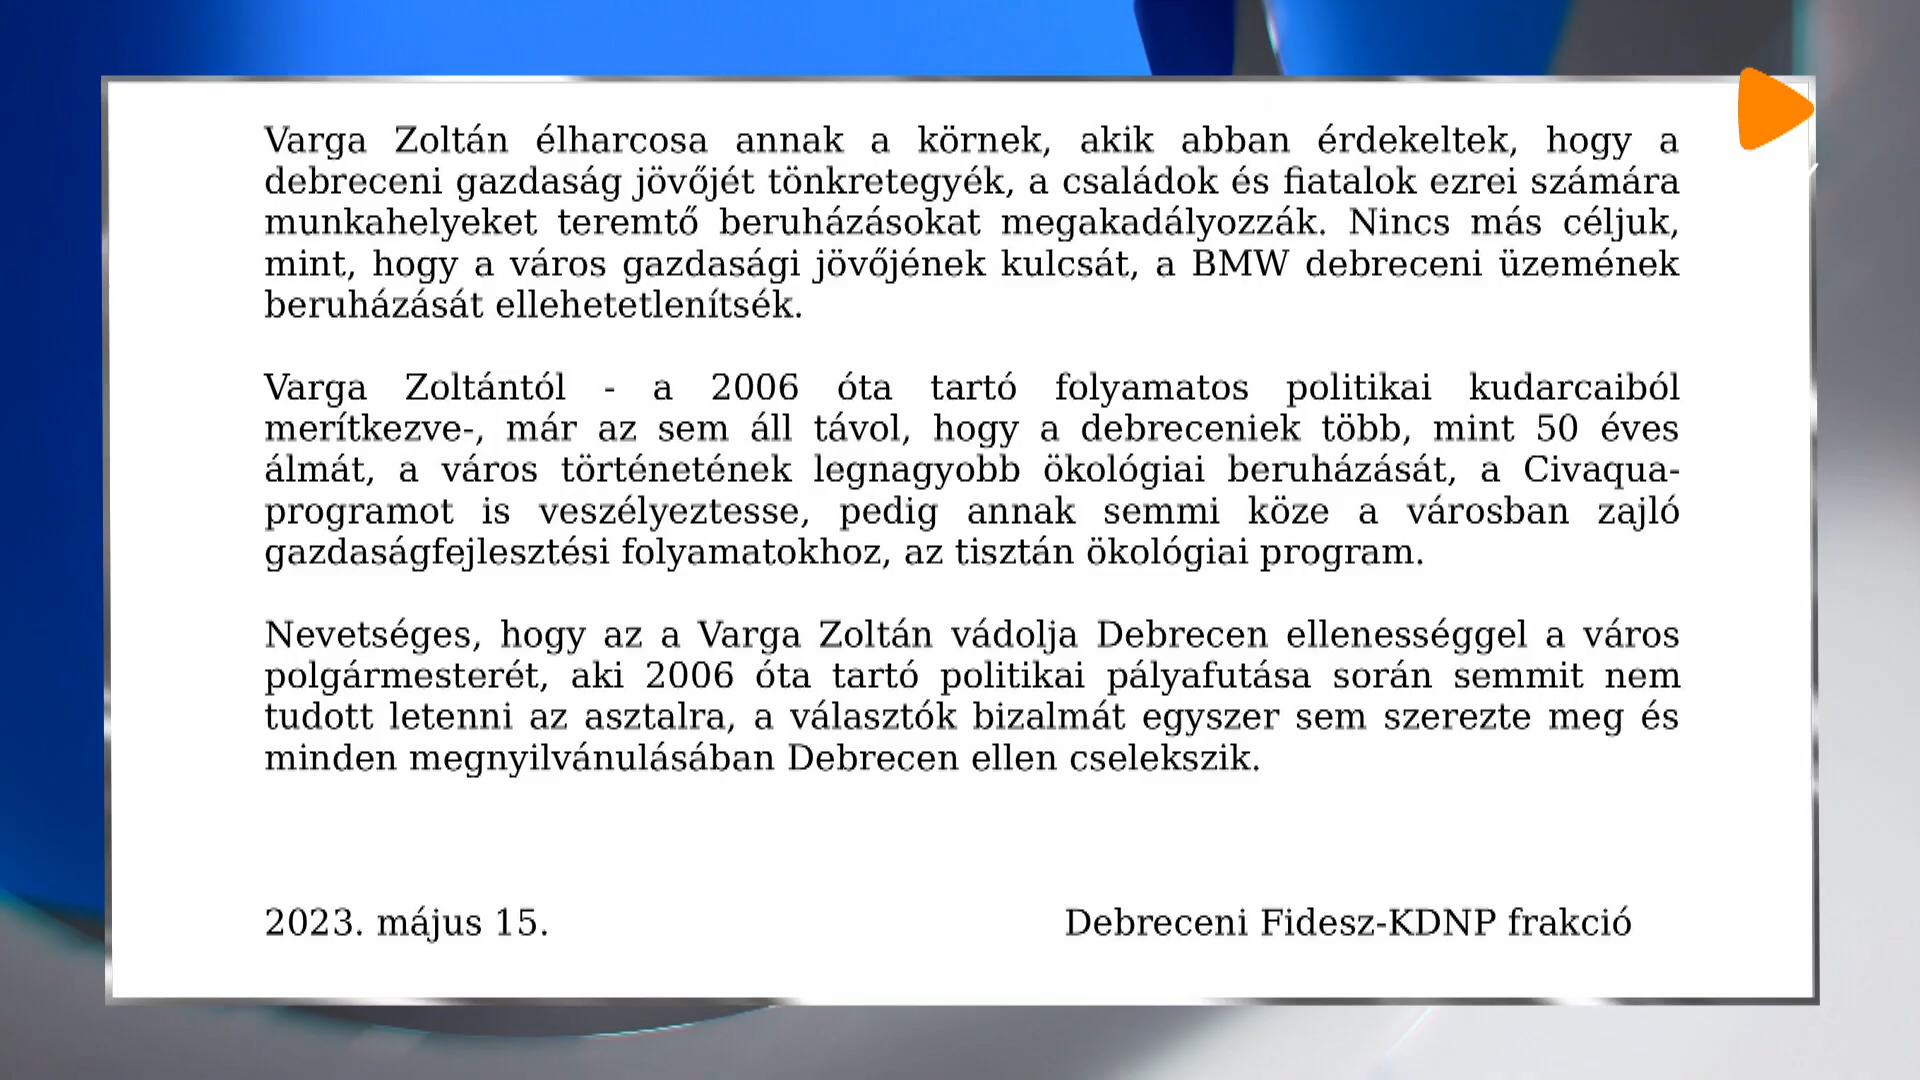 Varga Zoltán élharcosa annak a körnek, akik abban érdekeltek, hogy a
debreceni gazdaság jövőjét tönkretegyék, a családok és fiatalok ezrei számára
munkahelyeket teremtő beruházásokat megakadályozzák. Nincs más céljuk,
mint, hogy a város gazdasági jövőjének kulcsát, a BMW debreceni üzemének
beruházását ellehetetlenítsék.
Varga Zoltántól - a 2006 óta tartó folyamatos politikai kudarcaiból
merítkezve-, már az sem áll távol, hogy a debreceniek több, mint 50 éves
álmát, a város történetének legnagyobb ökológiai beruházását, a Civaqua-
programot is veszélyeztesse, pedig annak semmi köze a városban zajló
gazdaságfejlesztési folyamatokhoz, az tisztán ökológiai program.
Nevetséges, hogy az a Varga Zoltán vádolja Debrecen ellenességgel a város
polgármesterét, aki 2006 óta tartó politikai pályafutása során semmit nem
tudott letenni az asztalra, a választók bizalmát egyszer sem szerezte meg és
minden megnyilvánulásában Debrecen ellen cselekszik.
2023. május 15. Debreceni Fidesz-KDNP frakció